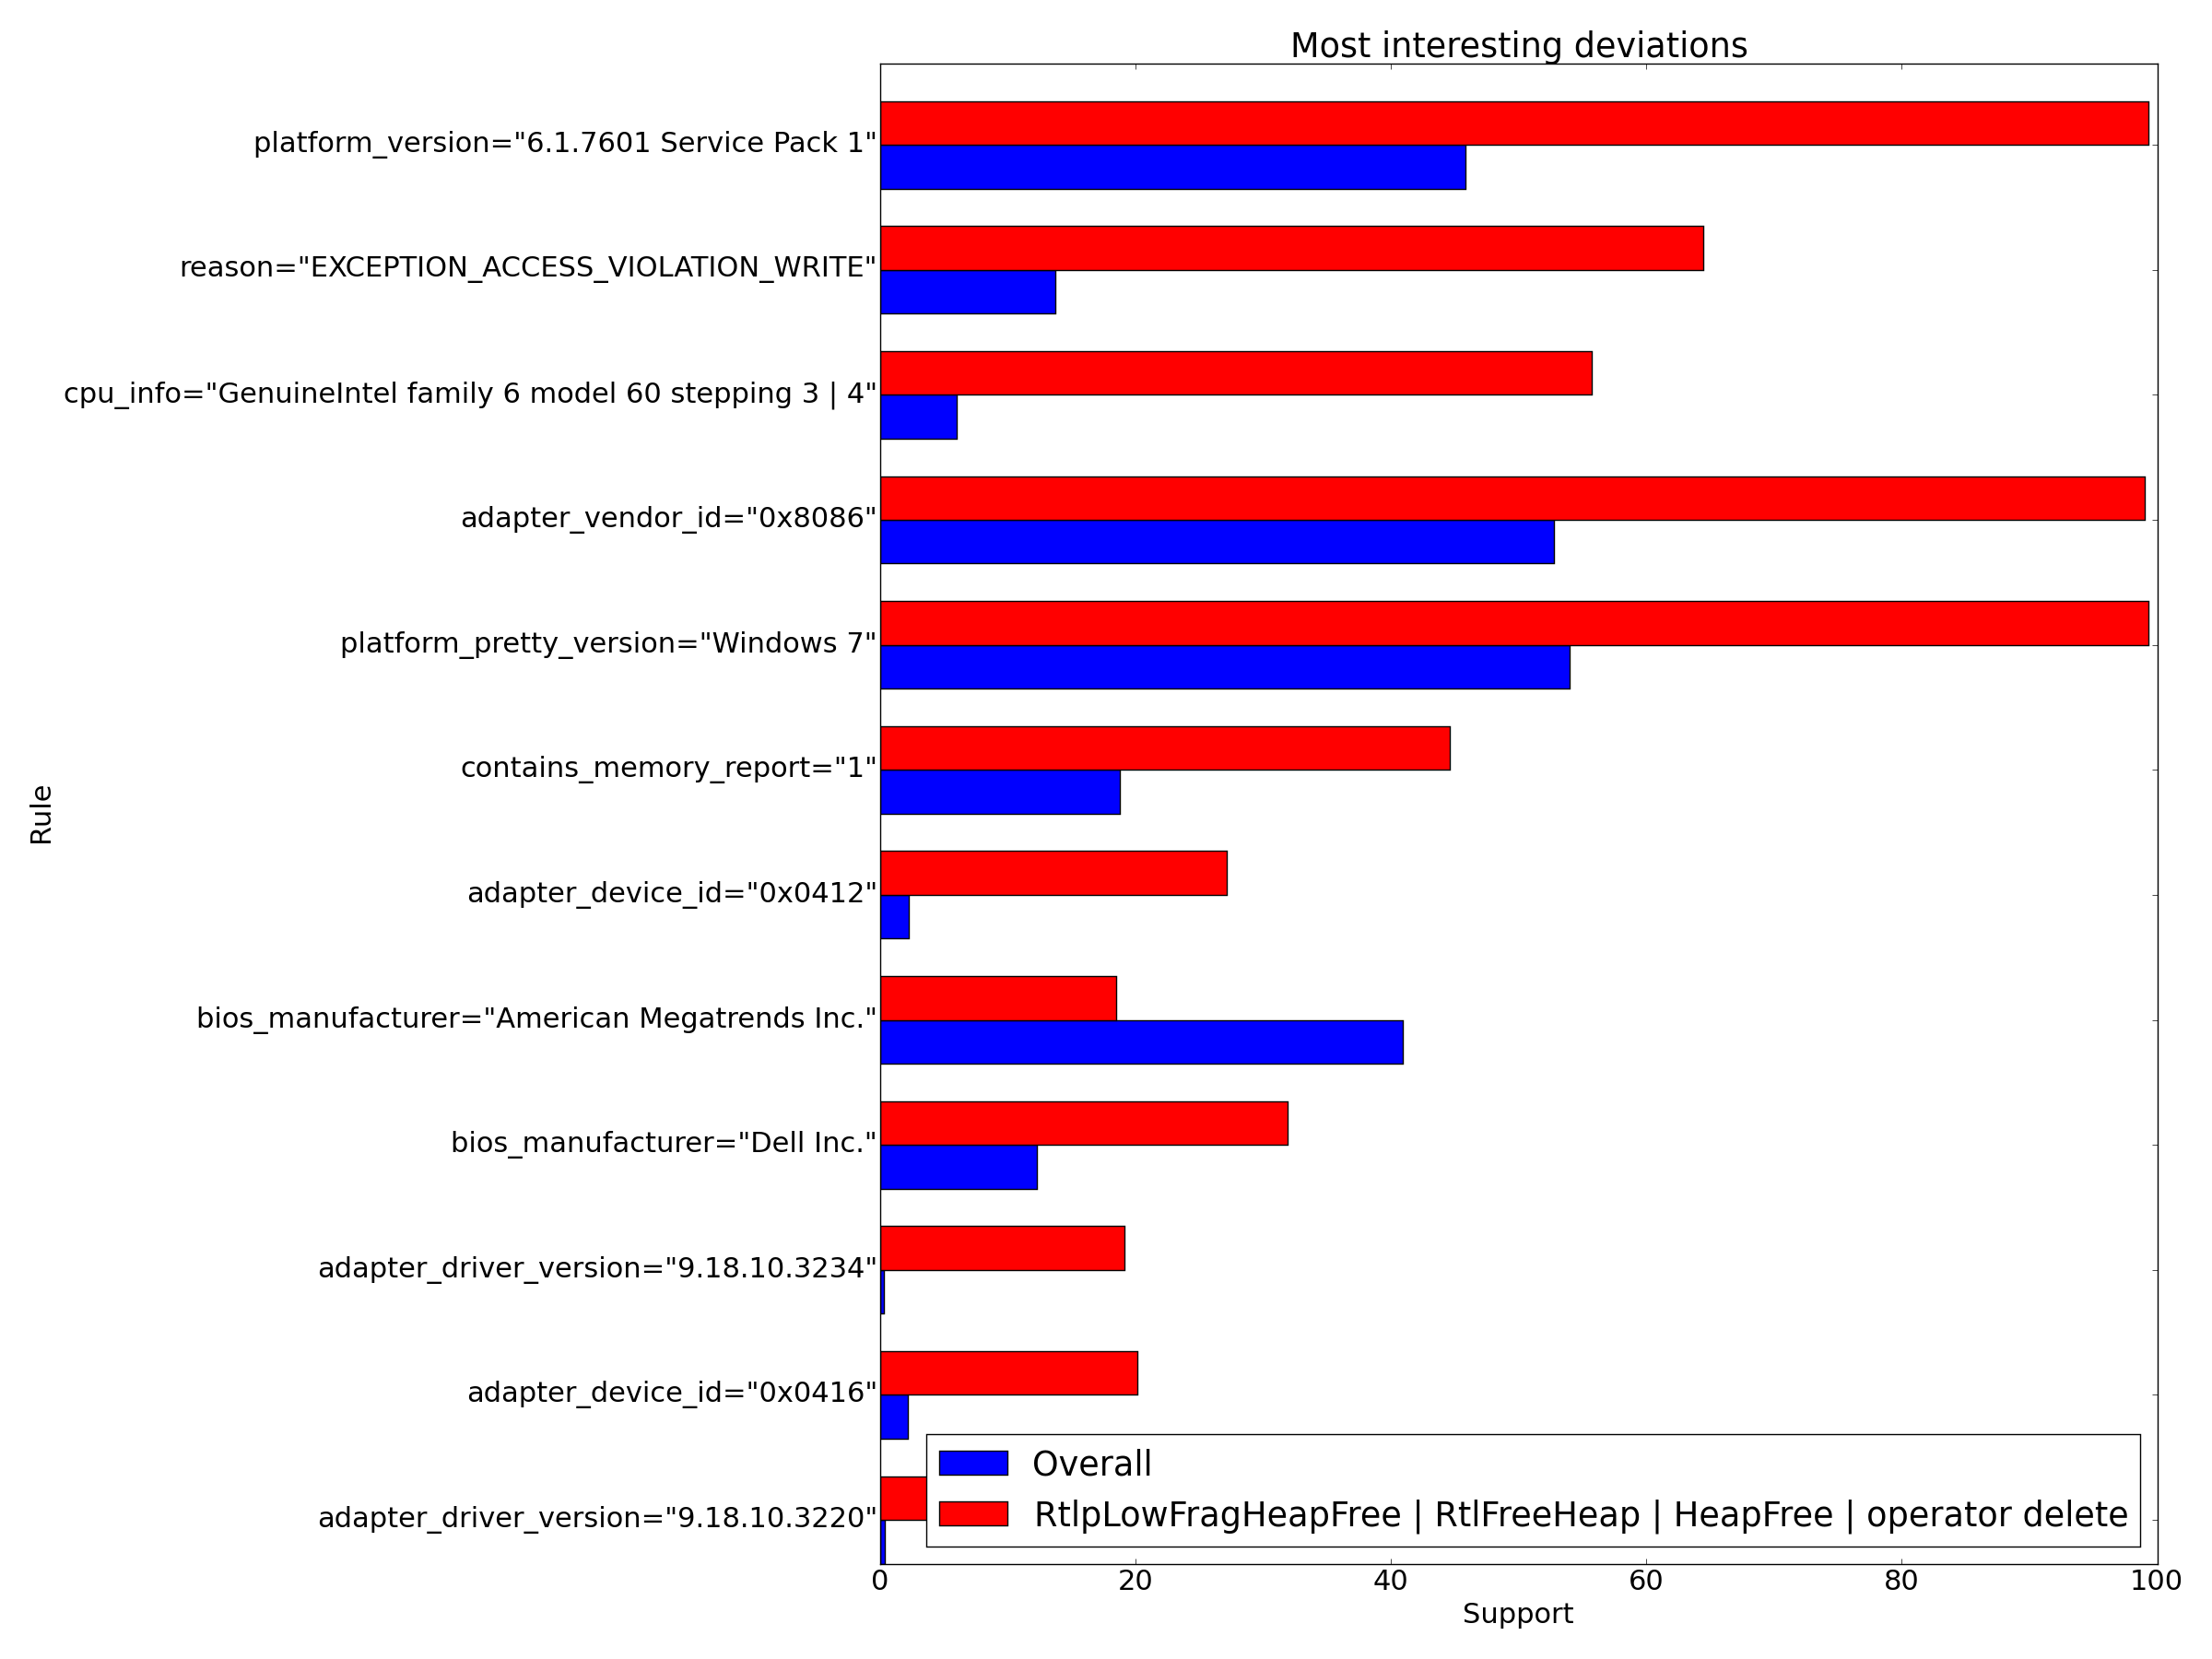 Most interesting deviations
platform_version="6.1.7601 Service Pack 1"
reason="EXCEPTION_ACCESS_VIOLATION_WRITE"
cpu_info="GenuineIntel family 6 model 60 stepping 3 | 4"
adapter_vendor_id="0x8086"
platform_pretty_version="Windows 7"
contains_memory_report="1"
Rule
adapter_device_id="0x0412"
bios_manufacturer="American Megatrends Inc."
bios_manufacturer="Dell Inc."
adapter_driver_version="9.18.10.3234"
adapter_device_id="0x0416"
adapter_driver_version="9.18.10.3220"
Overall
RtlpLowFragHeapFree | RtlFreeHeap | HeapFree | operator delete
0 20 40 60 80 100
Support